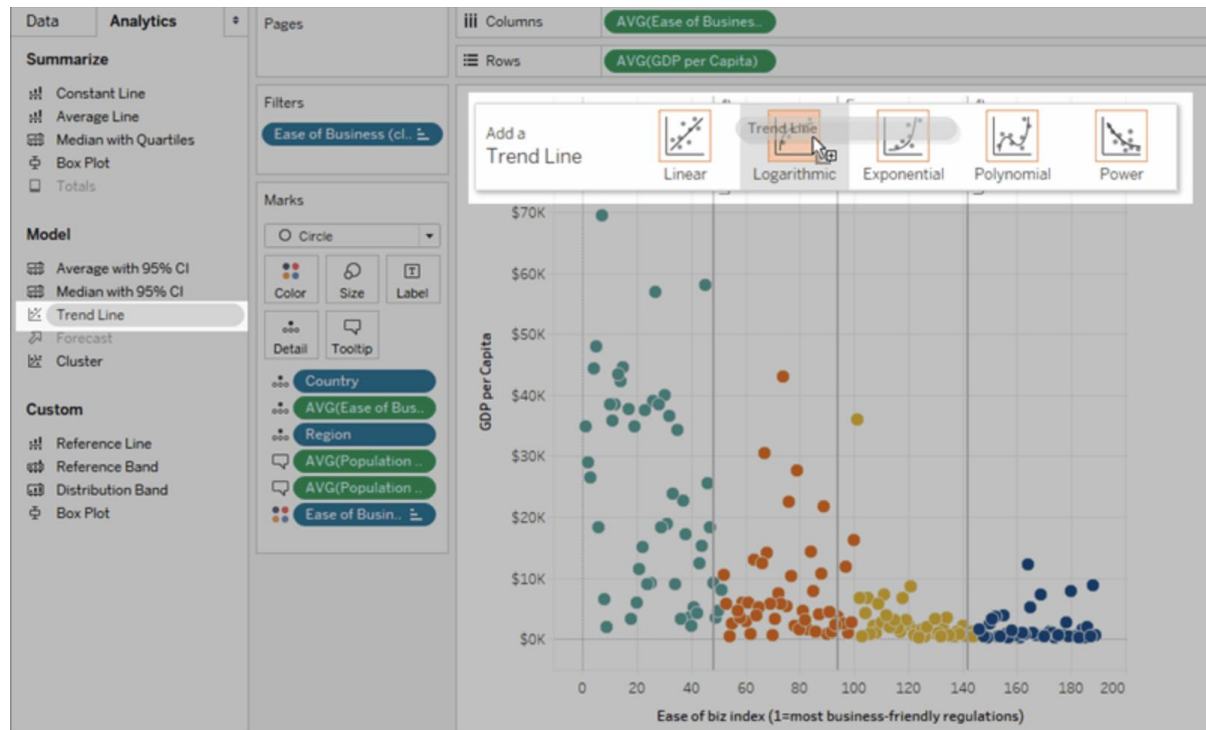 Data
Analytics
Summarize
Constant Line
Average Line
Median with Quartiles
Box Plot
Totals
Model
Average with 95% CI
Median with 95% CI
Trend Line
Forecast
Cluster
Custom
Reference Line
Reference Band
Distribution Band
Box Plot
Pages
Filters
Ease of Business (cl..
Marks
Circle
Color
Size
Label
Detail
Tooltip
Country
AVG(Ease of Bus..
Region
AVG(Population ..
AVG(Population ..
Ease of Busin..
Columns
AVG(Ease of Busines..
Rows
AVG(GDP per Capita)
Add a
Trend Line
Trend Line
Linear
Logarithmic
Exponential
Polynomial
Power
GDP per Capita
$70K
$60K
$50K
$40K
$30K
$20K
$10K
$0K
0 20 40 60 80 100 120 140 160 180 200
Ease of biz index (1=most business-friendly regulations)